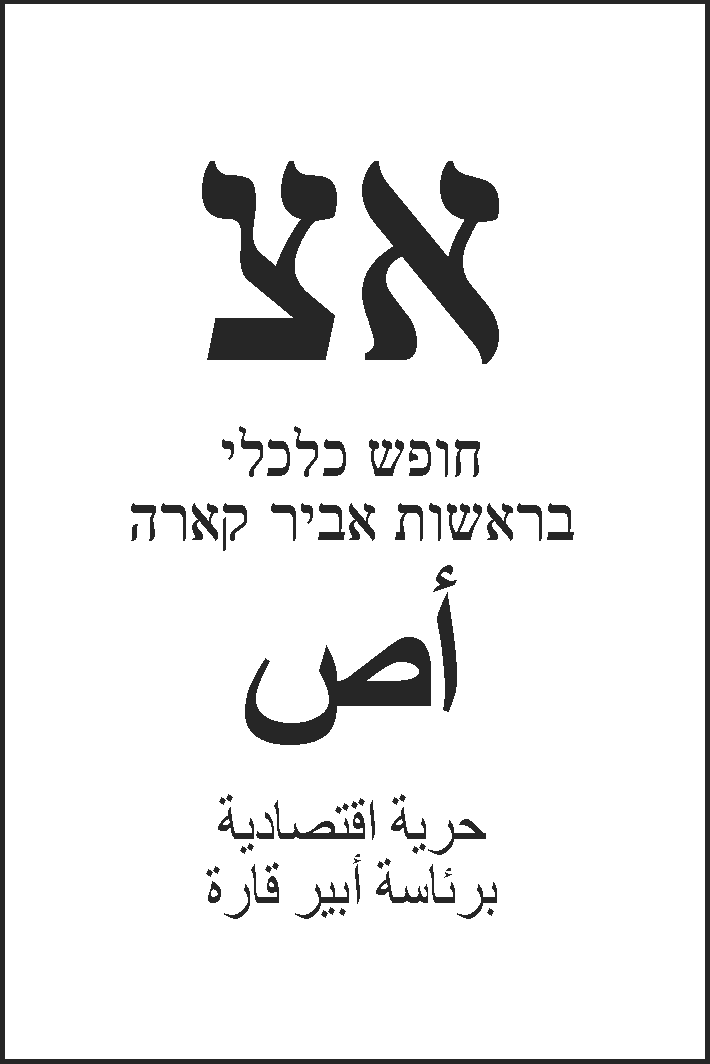 אצ
חופש כלכלי
בראשות אביר קארה
أص
حرية اقتصادية
برئاسة أبير قارة